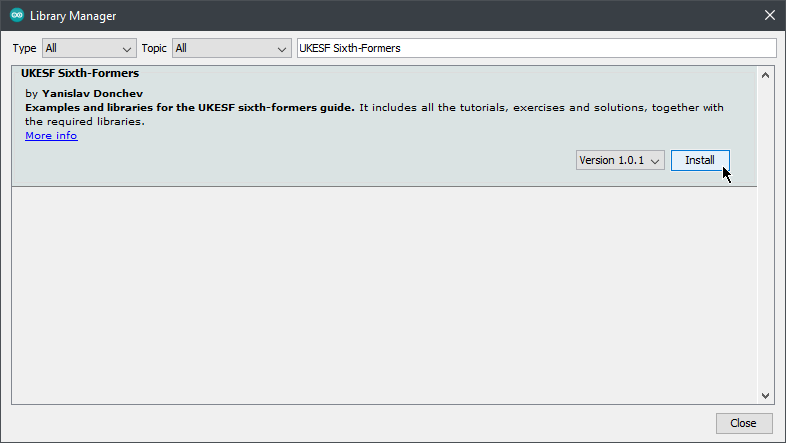 Library Manager
Type All Topic All UKESF Sixth-Formers
UKESF Sixth-Formers
by Yanislav Donchev
Examples and libraries for the UKESF sixth-formers guide. It includes all the tutorials, exercises and solutions, together with
the required libraries.
More info
Version 1.0.1 Install
Close